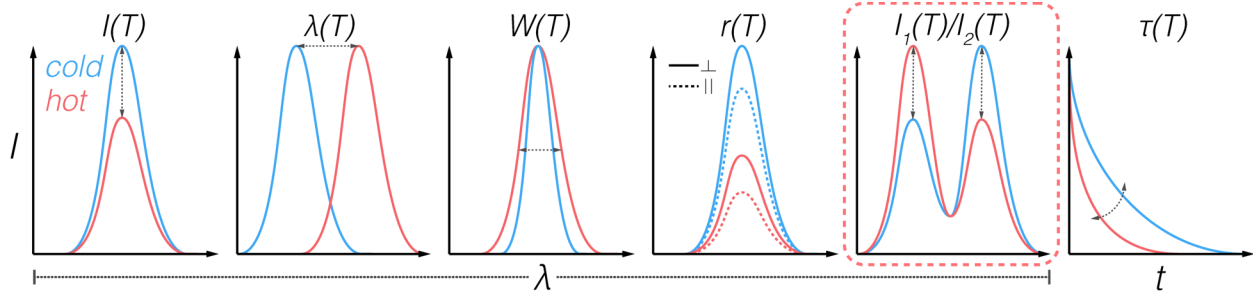 I(T)
λ(T)
W(T)
r(T)
I₁(T)/I₂(T)
τ(T)
cold
hot
⊥
||
I
λ
t